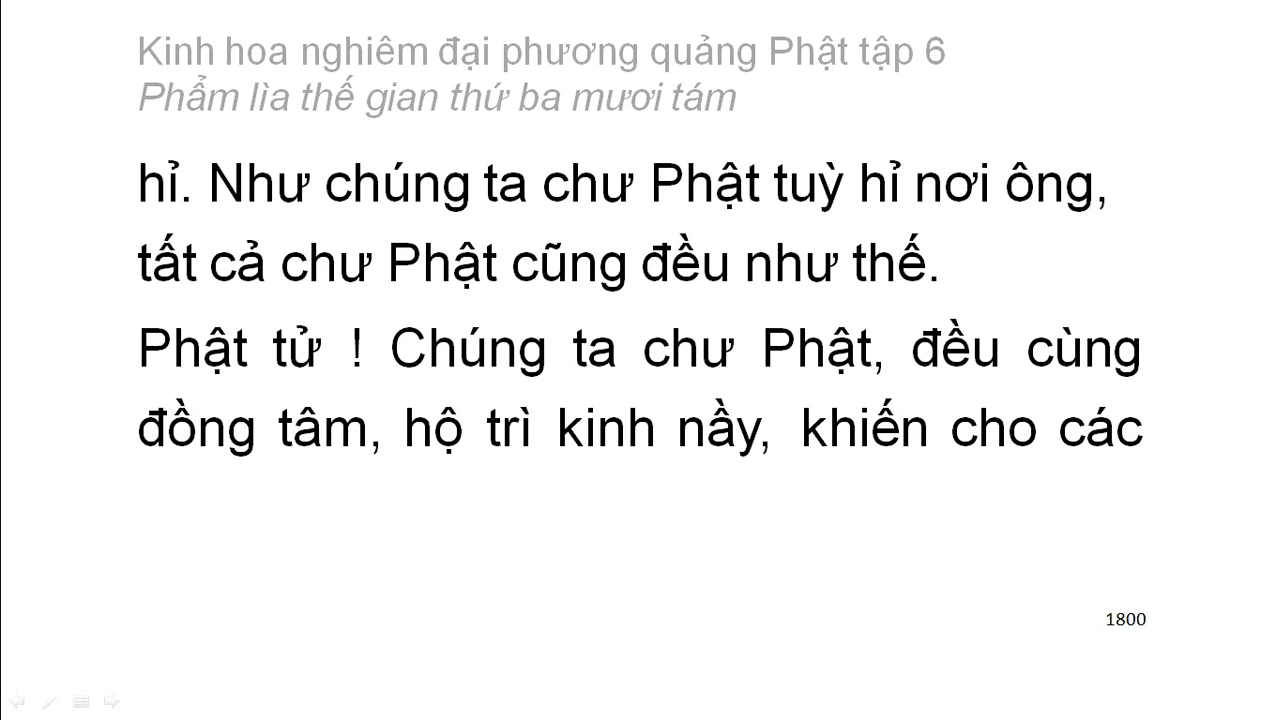 Kinh hoa nghiêm đại phương quảng Phật tập 6
Phẩm lìa thế gian thứ ba mươi tám
hỉ. Như chúng ta chư Phật tuỳ hỉ nơi ông,
tất cả chư Phật cũng đều như thế.
Phật tử ! Chúng ta chư Phật, đều cùng
đồng tâm, hộ trì kinh nầy, khiến cho các
1800